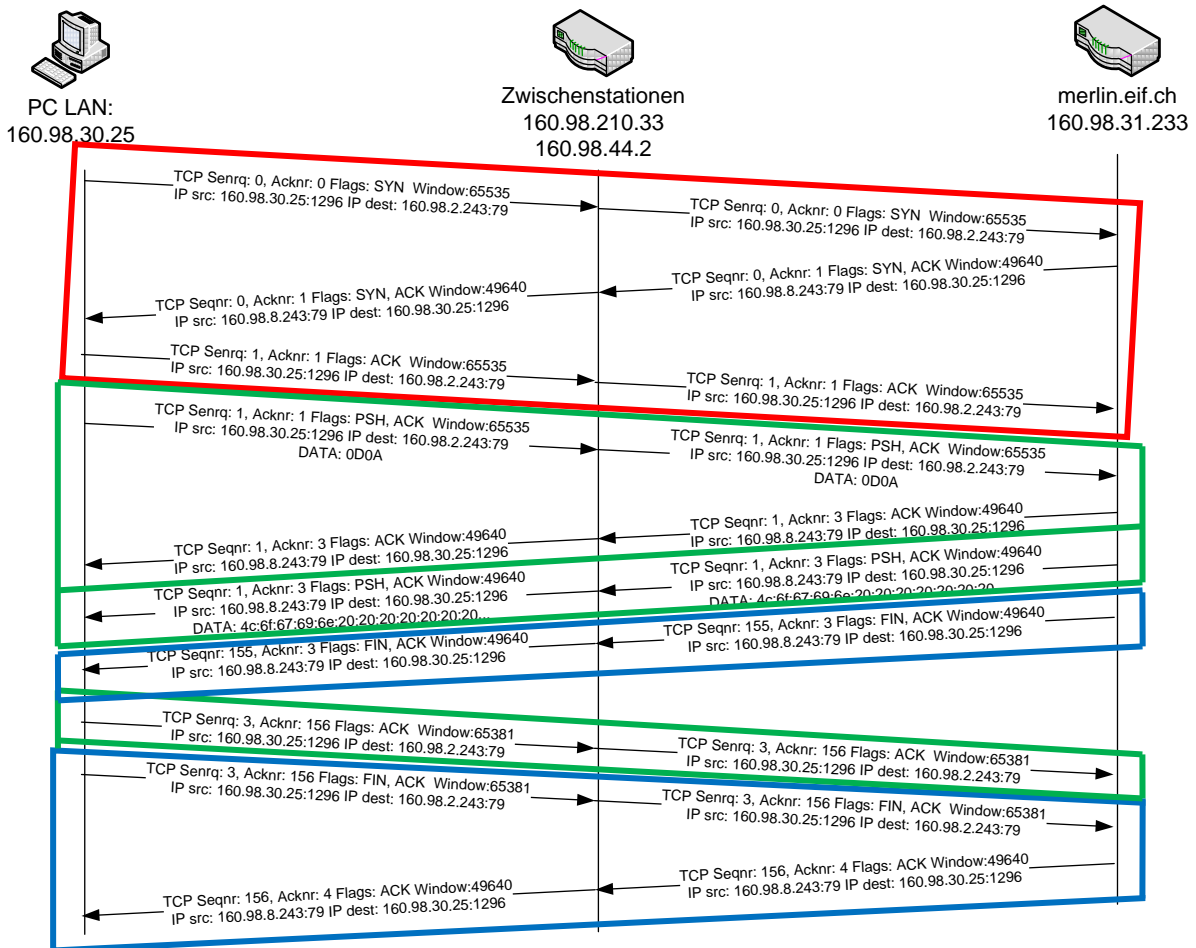 PC LAN:
160.98.30.25
Zwischenstationen
160.98.210.33
160.98.44.2
merlin.eif.ch
160.98.31.233
TCP Senrq: 0, Acknr: 0 Flags: SYN  Window:65535
IP src: 160.98.30.25:1296 IP dest: 160.98.2.243:79
TCP Senrq: 0, Acknr: 0 Flags: SYN  Window:65535
IP src: 160.98.30.25:1296 IP dest: 160.98.2.243:79
TCP Seqnr: 0, Acknr: 1 Flags: SYN, ACK Window:49640
IP src: 160.98.8.243:79 IP dest: 160.98.30.25:1296
TCP Seqnr: 0, Acknr: 1 Flags: SYN, ACK Window:49640
IP src: 160.98.8.243:79 IP dest: 160.98.30.25:1296
TCP Senrq: 1, Acknr: 1 Flags: ACK  Window:65535
IP src: 160.98.30.25:1296 IP dest: 160.98.2.243:79
TCP Senrq: 1, Acknr: 1 Flags: ACK  Window:65535
IP src: 160.98.30.25:1296 IP dest: 160.98.2.243:79
TCP Senrq: 1, Acknr: 1 Flags: PSH, ACK  Window:65535
IP src: 160.98.30.25:1296 IP dest: 160.98.2.243:79
DATA: 0D0A
TCP Senrq: 1, Acknr: 1 Flags: PSH, ACK  Window:65535
IP src: 160.98.30.25:1296 IP dest: 160.98.2.243:79
DATA: 0D0A
TCP Seqnr: 1, Acknr: 3 Flags: ACK Window:49640
IP src: 160.98.8.243:79 IP dest: 160.98.30.25:1296
TCP Seqnr: 1, Acknr: 3 Flags: ACK Window:49640
IP src: 160.98.8.243:79 IP dest: 160.98.30.25:1296
TCP Seqnr: 1, Acknr: 3 Flags: PSH, ACK Window:49640
IP src: 160.98.8.243:79 IP dest: 160.98.30.25:1296
DATA: 4c:6f:67:69:6e:20:20:20:20:20:20:20...
TCP Seqnr: 1, Acknr: 3 Flags: PSH, ACK Window:49640
IP src: 160.98.8.243:79 IP dest: 160.98.30.25:1296
DATA: 4c:6f:67:69:6e:20:20:20:20:20:20:20...
TCP Seqnr: 155, Acknr: 3 Flags: FIN, ACK Window:49640
IP src: 160.98.8.243:79 IP dest: 160.98.30.25:1296
TCP Seqnr: 155, Acknr: 3 Flags: FIN, ACK Window:49640
IP src: 160.98.8.243:79 IP dest: 160.98.30.25:1296
TCP Senrq: 3, Acknr: 156 Flags: ACK  Window:65381
IP src: 160.98.30.25:1296 IP dest: 160.98.2.243:79
TCP Senrq: 3, Acknr: 156 Flags: ACK  Window:65381
IP src: 160.98.30.25:1296 IP dest: 160.98.2.243:79
TCP Senrq: 3, Acknr: 156 Flags: FIN, ACK  Window:65381
IP src: 160.98.30.25:1296 IP dest: 160.98.2.243:79
TCP Senrq: 3, Acknr: 156 Flags: FIN, ACK  Window:65381
IP src: 160.98.30.25:1296 IP dest: 160.98.2.243:79
TCP Seqnr: 156, Acknr: 4 Flags: ACK Window:49640
IP src: 160.98.8.243:79 IP dest: 160.98.30.25:1296
TCP Seqnr: 156, Acknr: 4 Flags: ACK Window:49640
IP src: 160.98.8.243:79 IP dest: 160.98.30.25:1296